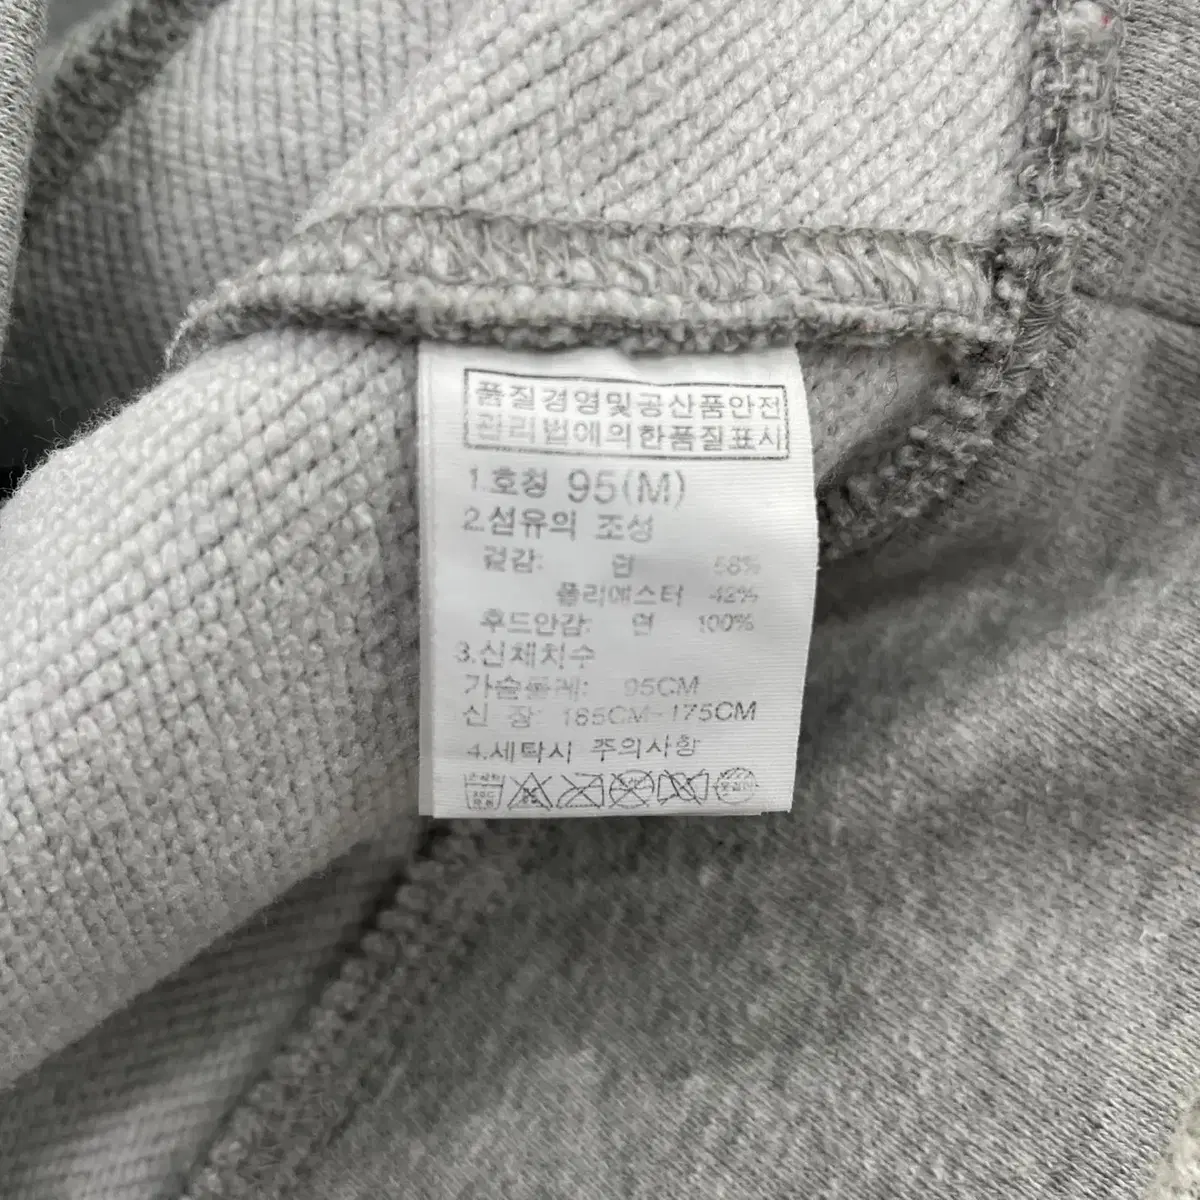 품질경영및공산품안전
관리법에의한품질표시
1.호칭 95(M)
2.섬유의 조성
겉감: 면 58%
폴리에스터 42%
후드안감: 면 100%
3.신체치수
가슴둘레: 95CM
신 장: 165CM~175CM
4.세탁시 주의사항